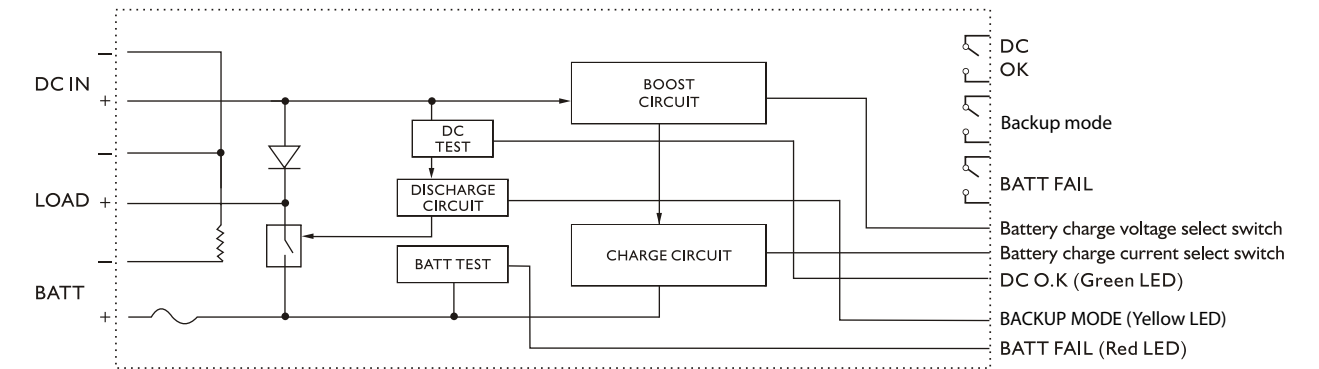 DC IN
−
+
LOAD
−
+
BATT
−
+
BOOST
CIRCUIT
DC
TEST
DISCHARGE
CIRCUIT
BATT TEST
CHARGE CIRCUIT
DC
OK
Backup mode
BATT FAIL
Battery charge voltage select switch
Battery charge current select switch
DC O.K (Green LED)
BACKUP MODE (Yellow LED)
BATT FAIL (Red LED)